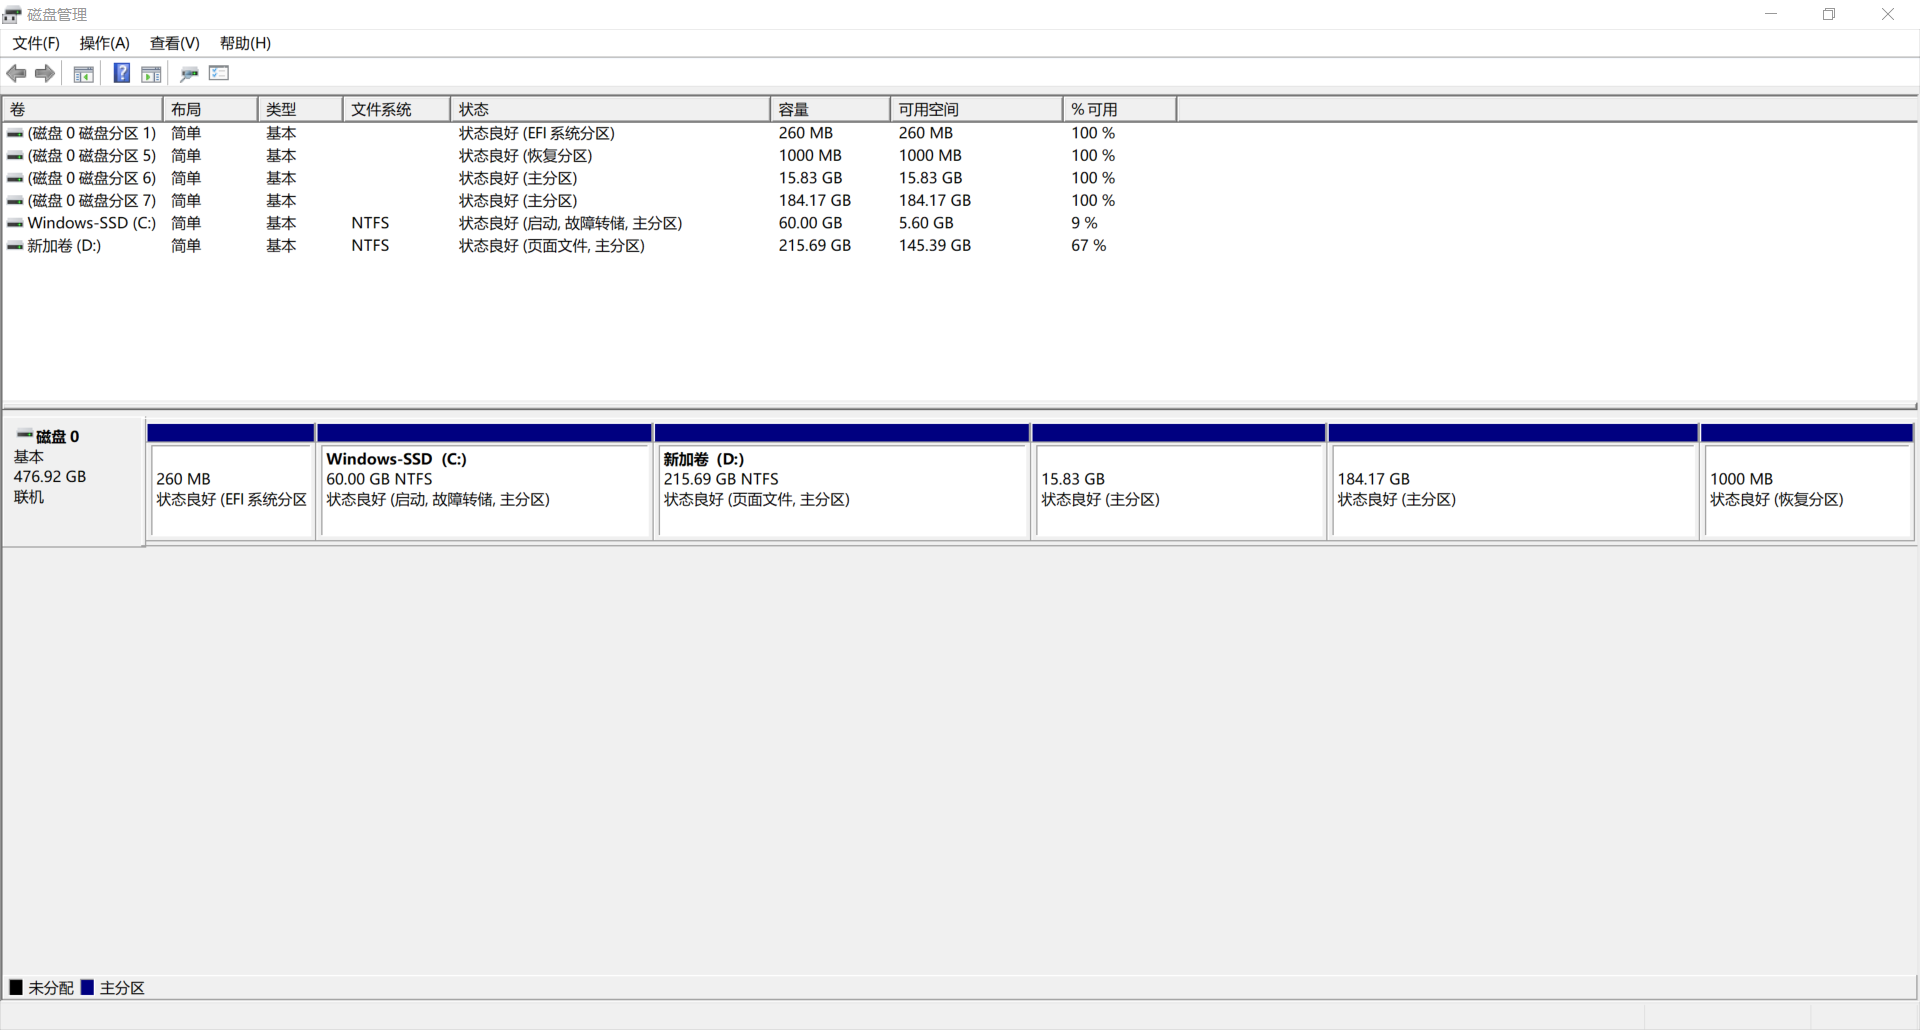 磁盘管理
文件(F) 操作(A) 查看(V) 帮助(H)
卷 布局 类型 文件系统 状态 容量 可用空间 % 可用
(磁盘 0 磁盘分区 1) 简单 基本 状态良好 (EFI 系统分区) 260 MB 260 MB 100 %
(磁盘 0 磁盘分区 5) 简单 基本 状态良好 (恢复分区) 1000 MB 1000 MB 100 %
(磁盘 0 磁盘分区 6) 简单 基本 状态良好 (主分区) 15.83 GB 15.83 GB 100 %
(磁盘 0 磁盘分区 7) 简单 基本 状态良好 (主分区) 184.17 GB 184.17 GB 100 %
Windows-SSD (C:) 简单 基本 NTFS 状态良好 (启动, 故障转储, 主分区) 60.00 GB 5.60 GB 9 %
新加卷 (D:) 简单 基本 NTFS 状态良好 (页面文件, 主分区) 215.69 GB 145.39 GB 67 %
磁盘 0
基本
476.92 GB
联机
260 MB
状态良好 (EFI 系统分区
Windows-SSD (C:)
60.00 GB NTFS
状态良好 (启动, 故障转储, 主分区)
新加卷 (D:)
215.69 GB NTFS
状态良好 (页面文件, 主分区)
15.83 GB
状态良好 (主分区)
184.17 GB
状态良好 (主分区)
1000 MB
状态良好 (恢复分区)
未分配 主分区